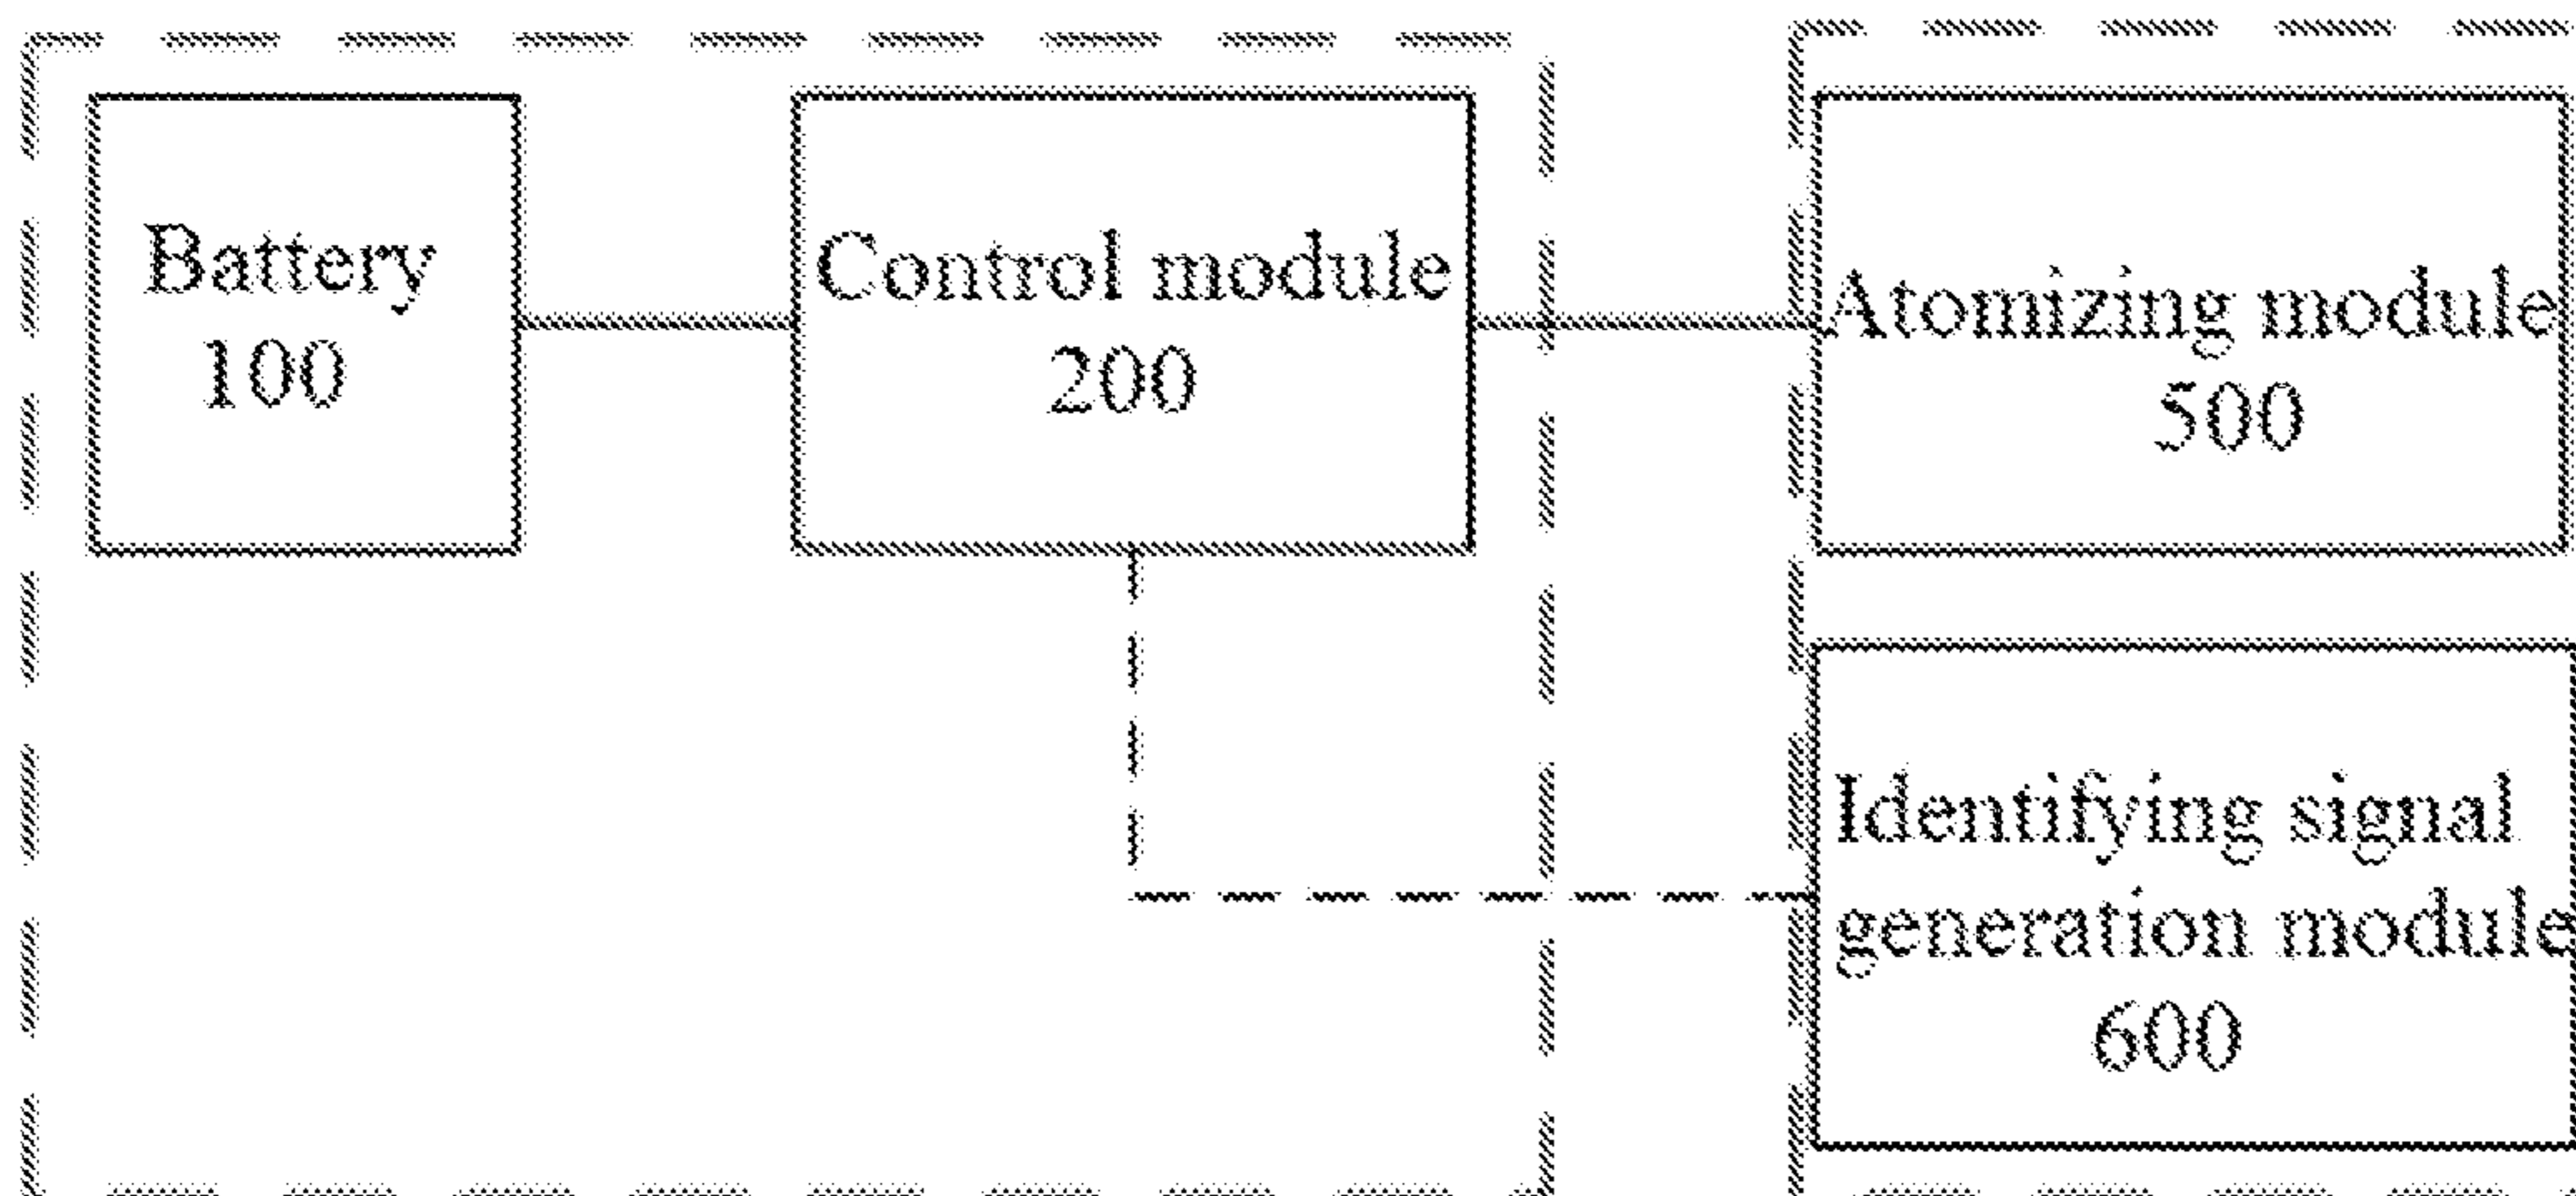 Battery
100
Control module
200
Atomizing module
500
Identifying signal
generation module
600